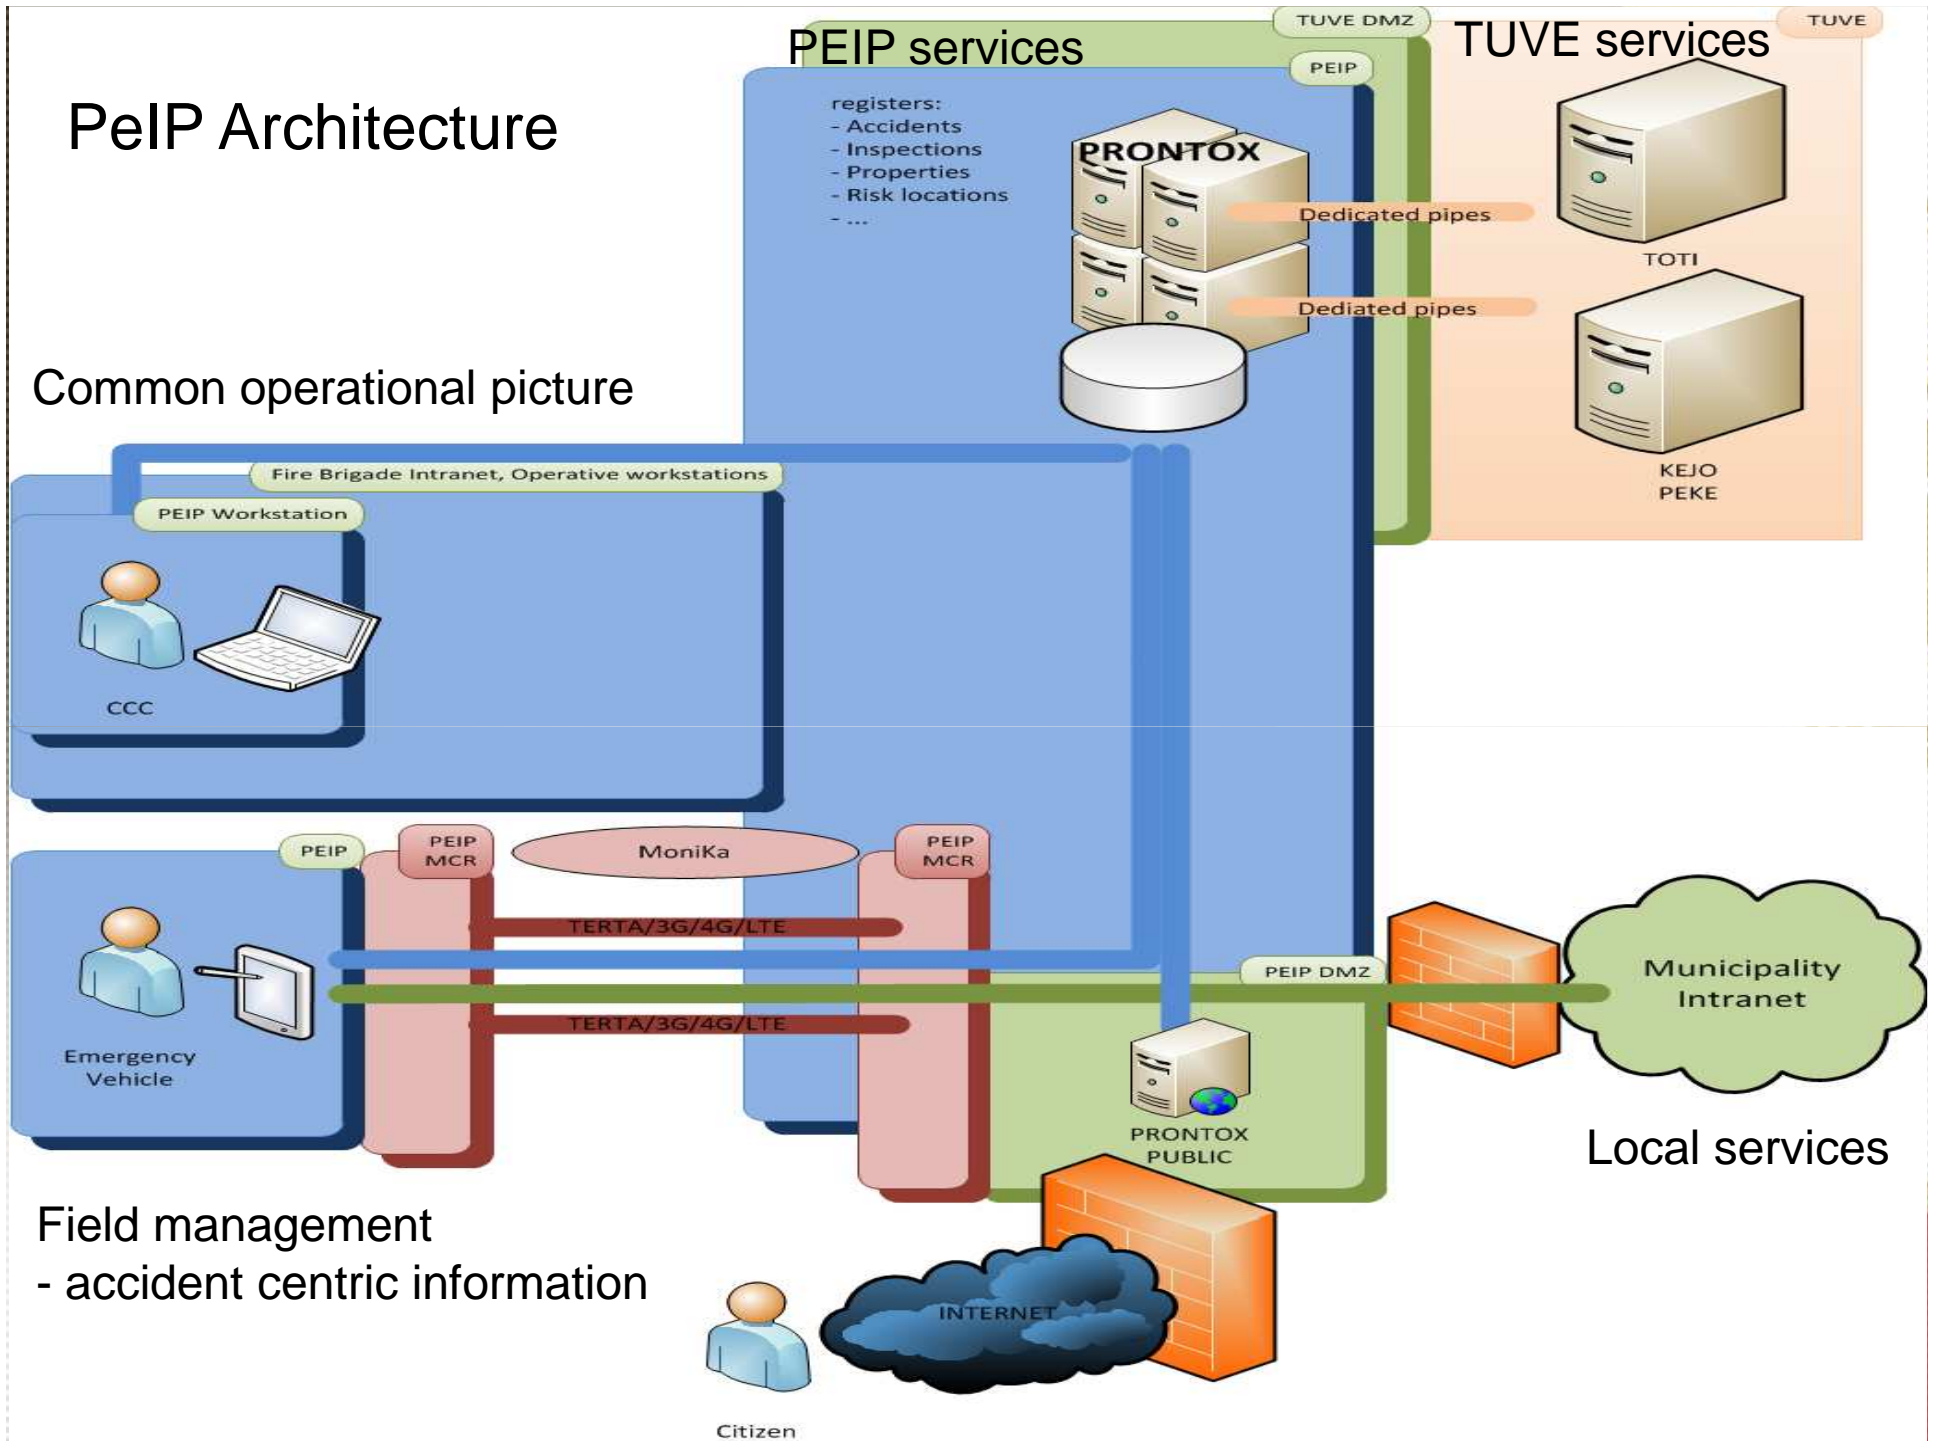 PEIP services
TUVE DMZ
TUVE services
TUVE
PEIP
PeIP Architecture
registers:
- Accidents
- Inspections
- Properties
- Risk locations
- ...
PRONTOX
Dedicated pipes
TOTI
Dediated pipes
KEJO
PEKE
Common operational picture
Fire Brigade Intranet, Operative workstations
PEIP Workstation
CCC
PEIP
PEIP
MCR
MoniKa
PEIP
MCR
TERTA/3G/4G/LTE
TERTA/3G/4G/LTE
Emergency
Vehicle
PEIP DMZ
Municipality
Intranet
PRONTOX
PUBLIC
Local services
Field management
- accident centric information
INTERNET
Citizen